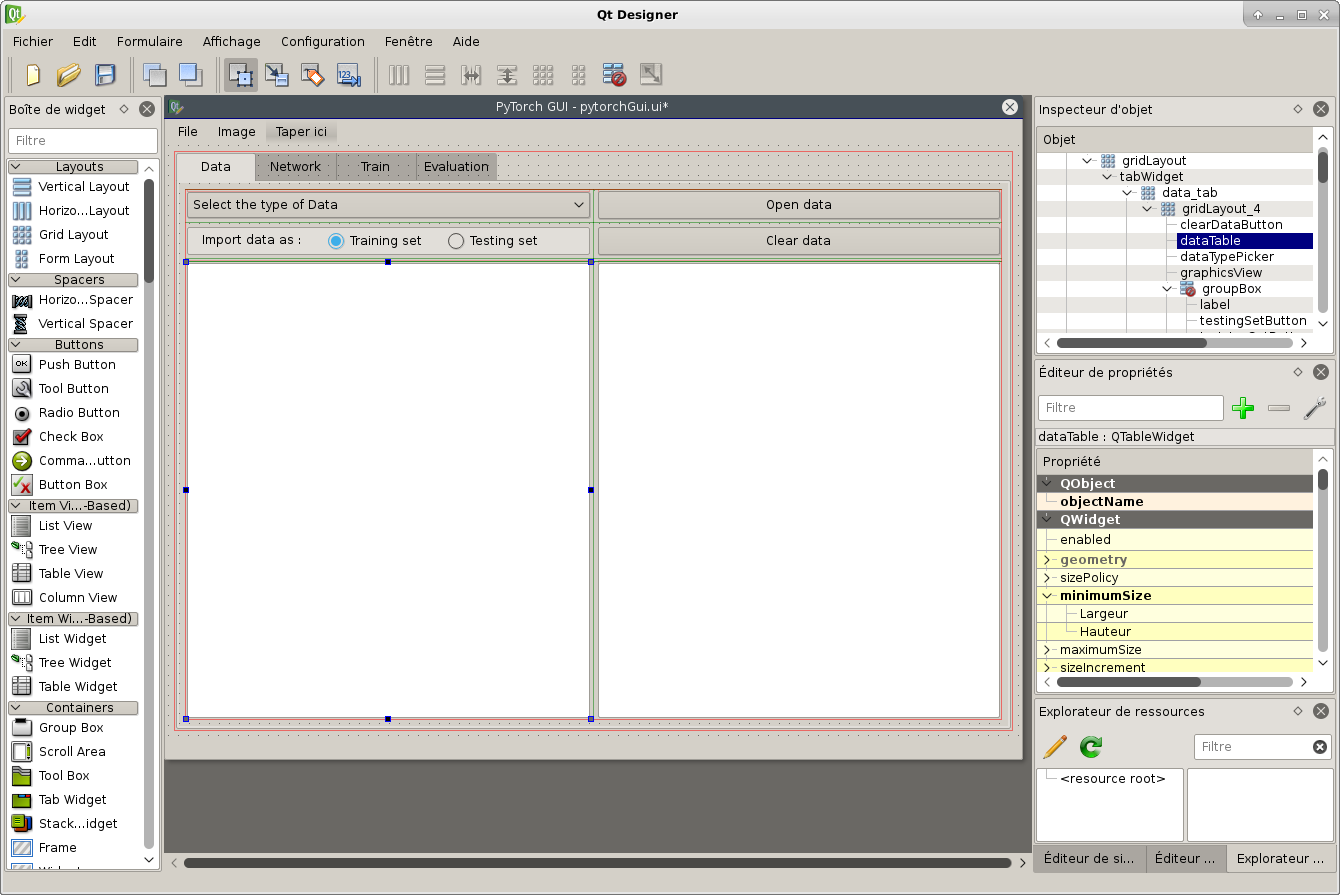 Qt Designer
Fichier Edit Formulaire Affichage Configuration Fenêtre Aide
Boîte de widget
Filtre
Layouts
Vertical Layout
Horizo...Layout
Grid Layout
Form Layout
Spacers
Horizo...Spacer
Vertical Spacer
Buttons
Push Button
Tool Button
Radio Button
Check Box
Comma...utton
Button Box
Item Vi...-Based)
List View
Tree View
Table View
Column View
Item Wi...-Based)
List Widget
Tree Widget
Table Widget
Containers
Group Box
Scroll Area
Tool Box
Tab Widget
Stack...idget
Frame
PyTorch GUI - pytorchGui.ui*
File Image Taper ici
Data Network Train Evaluation
Select the type of Data
Open data
Import data as : Training set Testing set
Clear data
Inspecteur d'objet
Objet
gridLayout
tabWidget
data_tab
gridLayout_4
clearDataButton
dataTable
dataTypePicker
graphicsView
groupBox
label
testingSetButton
Éditeur de propriétés
Filtre
dataTable : QTableWidget
Propriété
QObject
objectName
QWidget
enabled
geometry
sizePolicy
minimumSize
Largeur
Hauteur
maximumSize
sizeIncrement
Explorateur de ressources
Filtre
<resource root>
Éditeur de si... Éditeur ... Explorateur ...